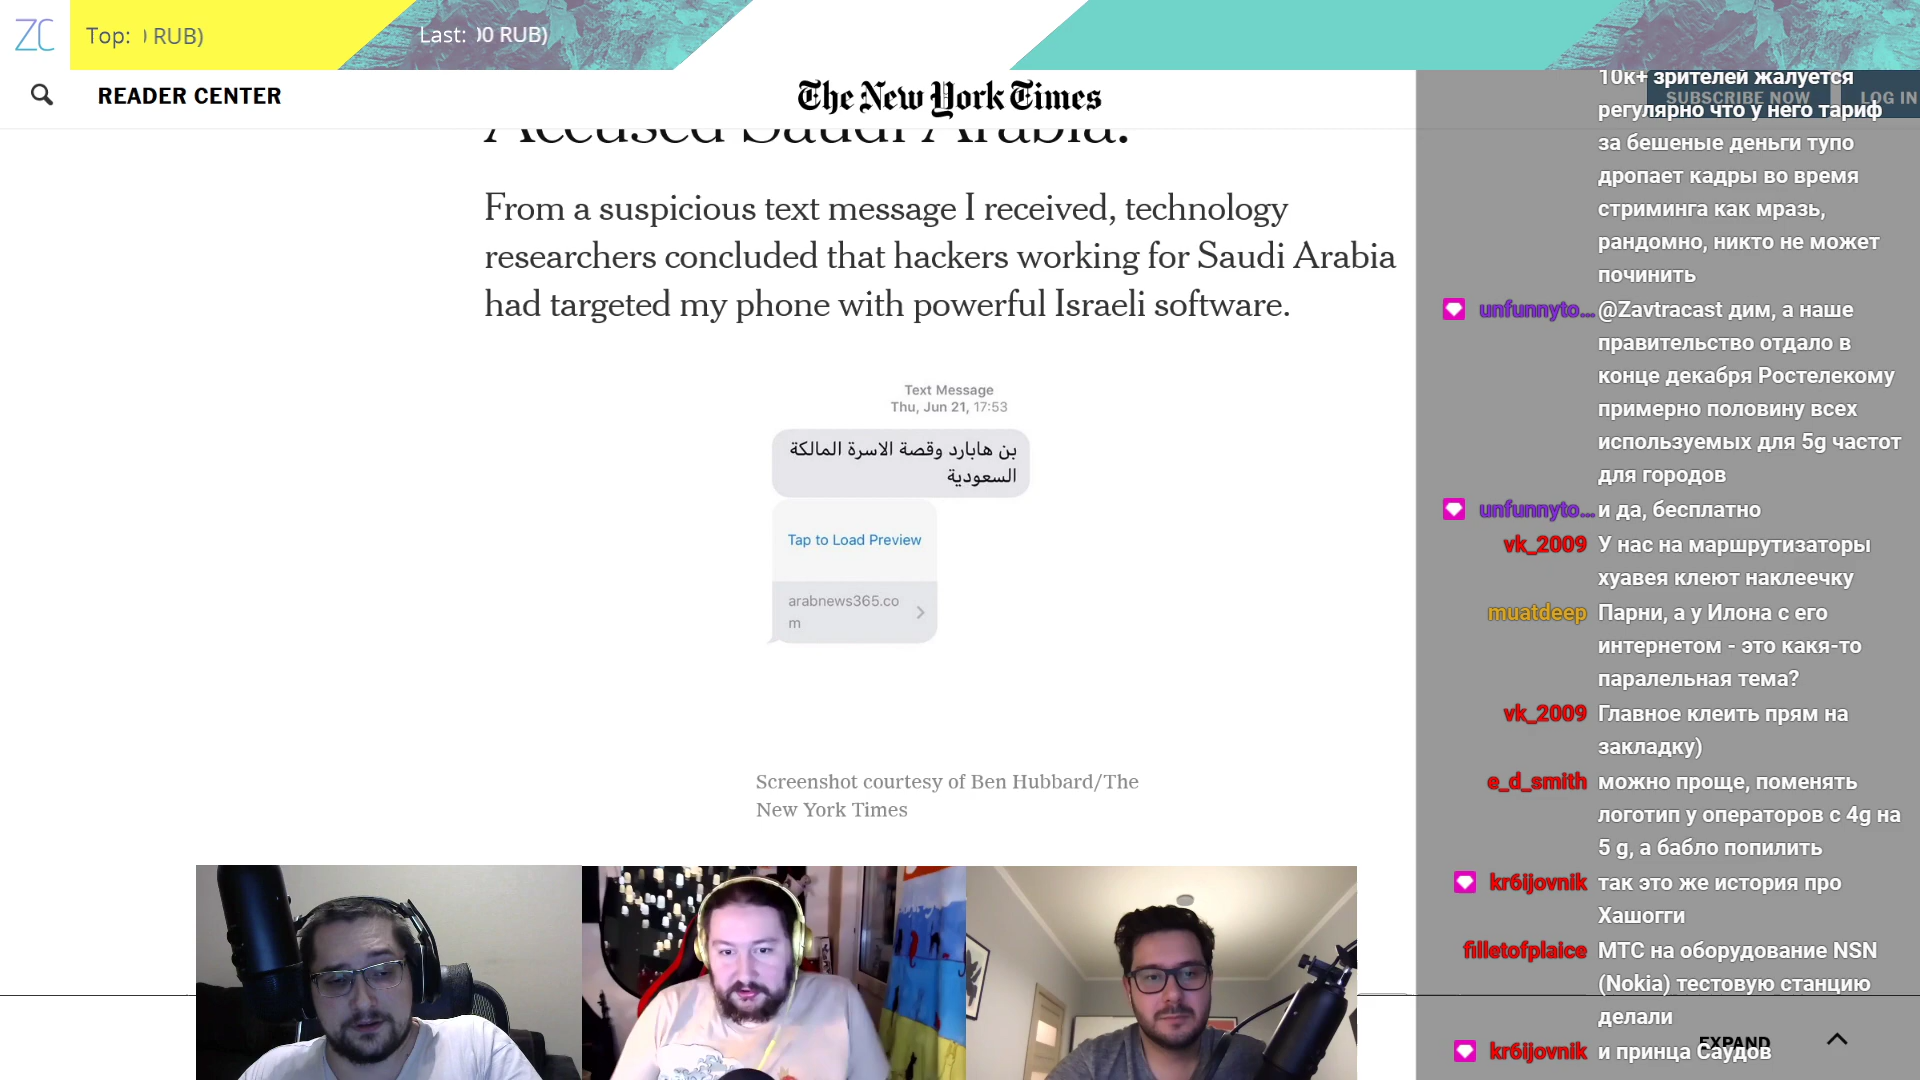 ZC
Top: ) RUB)
Last: )0 RUB)
READER CENTER
The New York Times
SUBSCRIBE NOW
LOG IN
Accused Saudi Arabia.
From a suspicious text message I received, technology
researchers concluded that hackers working for Saudi Arabia
had targeted my phone with powerful Israeli software.
Text Message
Thu, Jun 21, 17:53
بن هابارد وقصة الاسرة المالكة
السعودية
Tap to Load Preview
arabnews365.co
m
Screenshot courtesy of Ben Hubbard/The
New York Times
10к+ зрителей жалуется
регулярно что у него тариф
за бешеные деньги тупо
дропает кадры во время
стриминга как мразь,
рандомно, никто не может
починить
unfunnyto... @Zavtracast дим, а наше
правительство отдало в
конце декабря Ростелекому
примерно половину всех
используемых для 5g частот
для городов
unfunnyto... и да, бесплатно
vk_2009 У нас на маршрутизаторы
хуавея клеют наклеечку
muatdeep Парни, а у Илона с его
интернетом - это какя-то
паралельная тема?
vk_2009 Главное клеить прям на
закладку)
e_d_smith можно проще, поменять
логотип у операторов с 4g на
5 g, а бабло попилить
kr6ijovnik так это же история про
Хашогги
filletofplaice МТС на оборудование NSN
(Nokia) тестовую станцию
делали
kr6ijovnik и принца Саудов
EXPAND